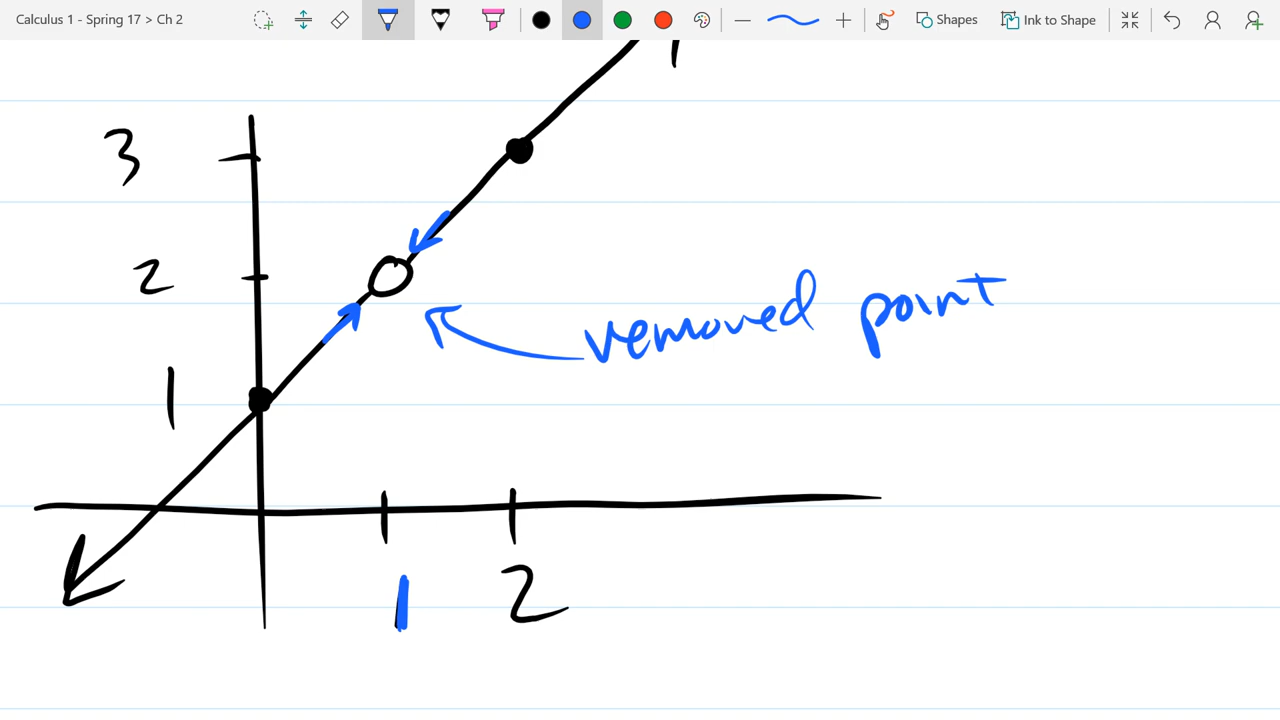 Calculus 1 - Spring 17 > Ch 2
Shapes
Ink to Shape
3
2
removed point
1
1
2